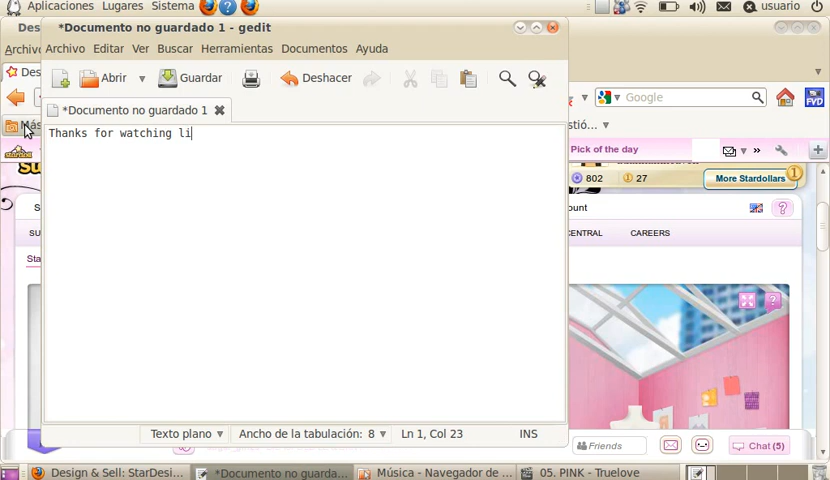 Aplicaciones Lugares Sistema usuario
*Documento no guardado 1 - gedit
Archivo Editar Ver Buscar Herramientas Documentos Ayuda
Abrir Guardar Deshacer
Google FVD
*Documento no guardado 1
Thanks for watching li
Pick of the day
802 27 More Stardollars 1
CENTRAL CAREERS
Texto plano Ancho de la tabulación: 8 Ln 1, Col 23 INS
Friends Chat (5)
Design & Sell: StarDesi... *Documento no guarda... Música - Navegador de ... 05. PINK - Truelove